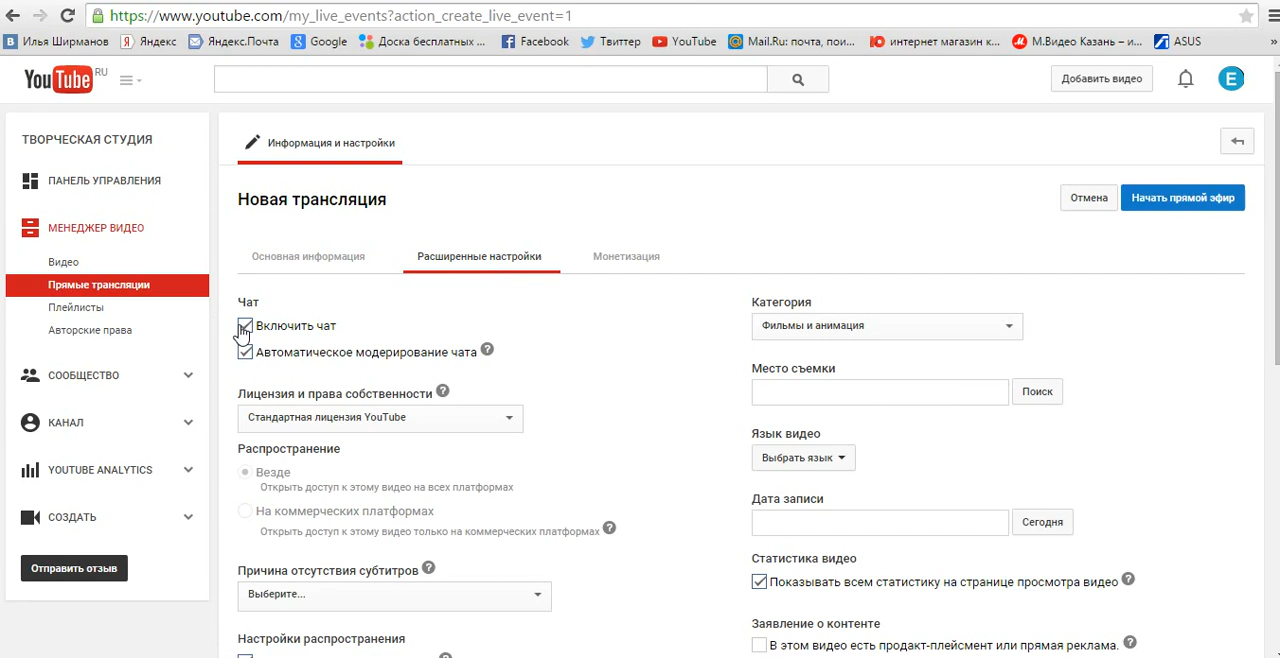 https://www.youtube.com/my_live_events?action_create_live_event=1
Илья Ширманов Яндекс Яндекс.Почта Google Доска бесплатных ... Facebook Твиттер YouTube Mail.Ru: почта, пои... интернет магазин к... М.Видео Казань – и... ASUS »
YouTube RU
Добавить видео
E
ТВОРЧЕСКАЯ СТУДИЯ
ПАНЕЛЬ УПРАВЛЕНИЯ
МЕНЕДЖЕР ВИДЕО
Видео
Прямые трансляции
Плейлисты
Авторские права
СООБЩЕСТВО
КАНАЛ
YOUTUBE ANALYTICS
СОЗДАТЬ
Отправить отзыв
Информация и настройки
Новая трансляция
Отмена
Начать прямой эфир
Основная информация
Расширенные настройки
Монетизация
Чат
Включить чат
Автоматическое модерирование чата ?
Лицензия и права собственности ?
Стандартная лицензия YouTube
Распространение
Везде
Открыть доступ к этому видео на всех платформах
На коммерческих платформах
Открыть доступ к этому видео только на коммерческих платформах ?
Причина отсутствия субтитров ?
Выберите...
Настройки распространения
Категория
Фильмы и анимация
Место съемки
Поиск
Язык видео
Выбрать язык
Дата записи
Сегодня
Статистика видео
Показывать всем статистику на странице просмотра видео ?
Заявление о контенте
В этом видео есть продакт-плейсмент или прямая реклама. ?